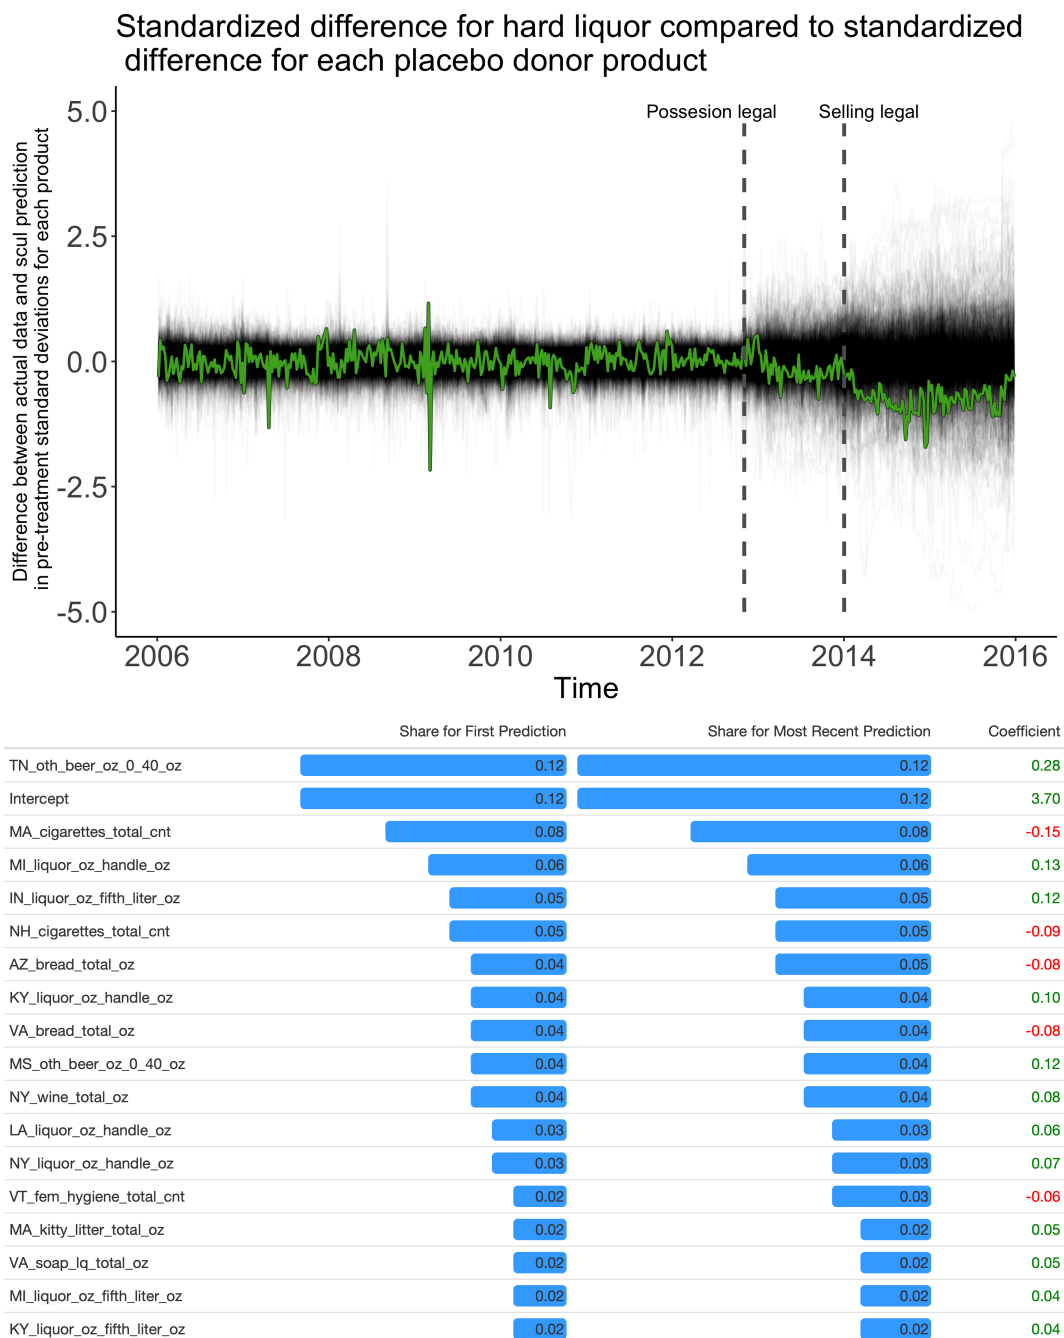 Standardized difference for hard liquor compared to standardized
difference for each placebo donor product
Difference between actual data and scul prediction
in pre-treatment standard deviations for each product
5.0
2.5
0.0
-2.5
-5.0
Possesion legal
Selling legal
2006 2008 2010 2012 2014 2016
Time
Share for First Prediction Share for Most Recent Prediction Coefficient
TN_oth_beer_oz_0_40_oz 0.12 0.12 0.28
Intercept 0.12 0.12 3.70
MA_cigarettes_total_cnt 0.08 0.08 -0.15
MI_liquor_oz_handle_oz 0.06 0.06 0.13
IN_liquor_oz_fifth_liter_oz 0.05 0.05 0.12
NH_cigarettes_total_cnt 0.05 0.05 -0.09
AZ_bread_total_oz 0.04 0.05 -0.08
KY_liquor_oz_handle_oz 0.04 0.04 0.10
VA_bread_total_oz 0.04 0.04 -0.08
MS_oth_beer_oz_0_40_oz 0.04 0.04 0.12
NY_wine_total_oz 0.04 0.04 0.08
LA_liquor_oz_handle_oz 0.03 0.03 0.06
NY_liquor_oz_handle_oz 0.03 0.03 0.07
VT_fem_hygiene_total_cnt 0.02 0.03 -0.06
MA_kitty_litter_total_oz 0.02 0.02 0.05
VA_soap_lq_total_oz 0.02 0.02 0.05
MI_liquor_oz_fifth_liter_oz 0.02 0.02 0.04
KY_liquor_oz_fifth_liter_oz 0.02 0.02 0.04